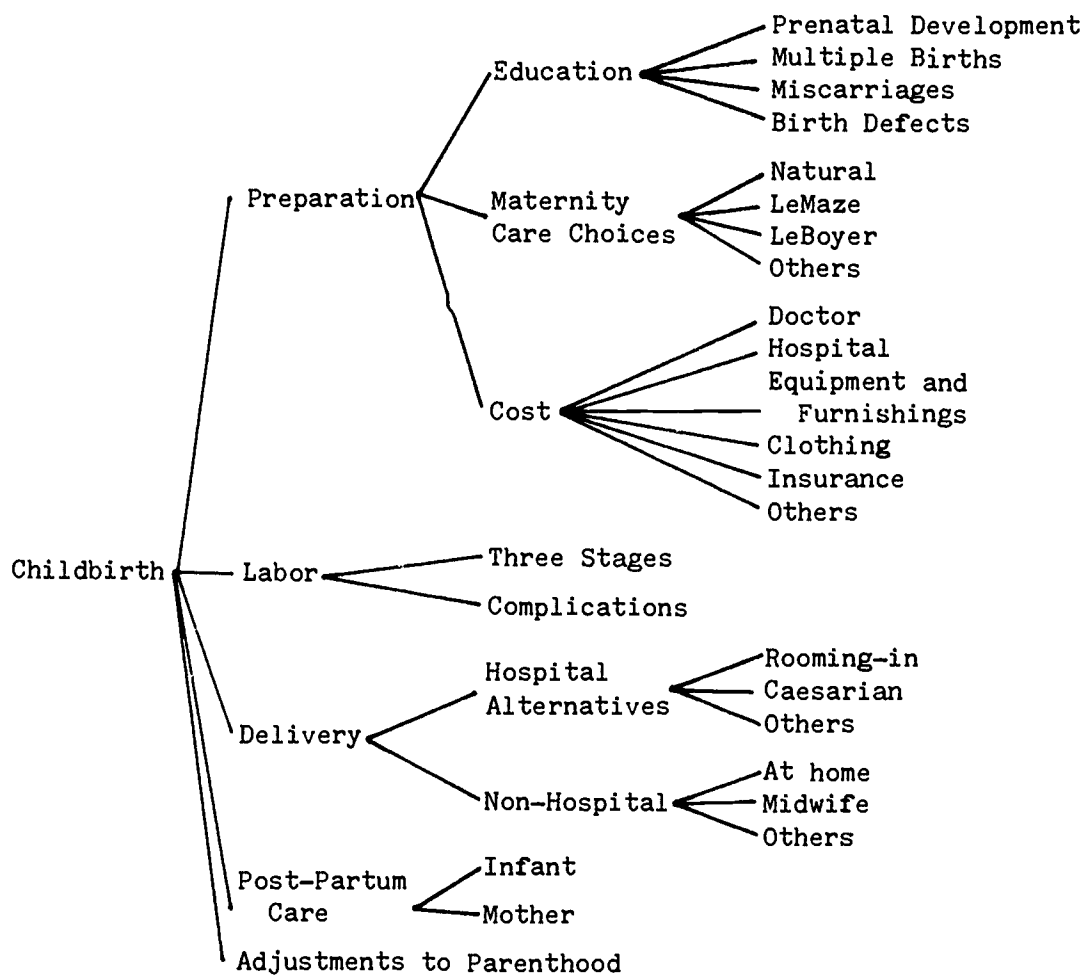 Childbirth
Preparation
Education
Prenatal Development
Multiple Births
Miscarriages
Birth Defects
Maternity
Care Choices
Natural
LeMaze
LeBoyer
Others
Cost
Doctor
Hospital
Equipment and
Furnishings
Clothing
Insurance
Others
Labor
Three Stages
Complications
Delivery
Hospital
Alternatives
Rooming-in
Caesarian
Others
Non-Hospital
At home
Midwife
Others
Post-Partum
Care
Infant
Mother
Adjustments to Parenthood